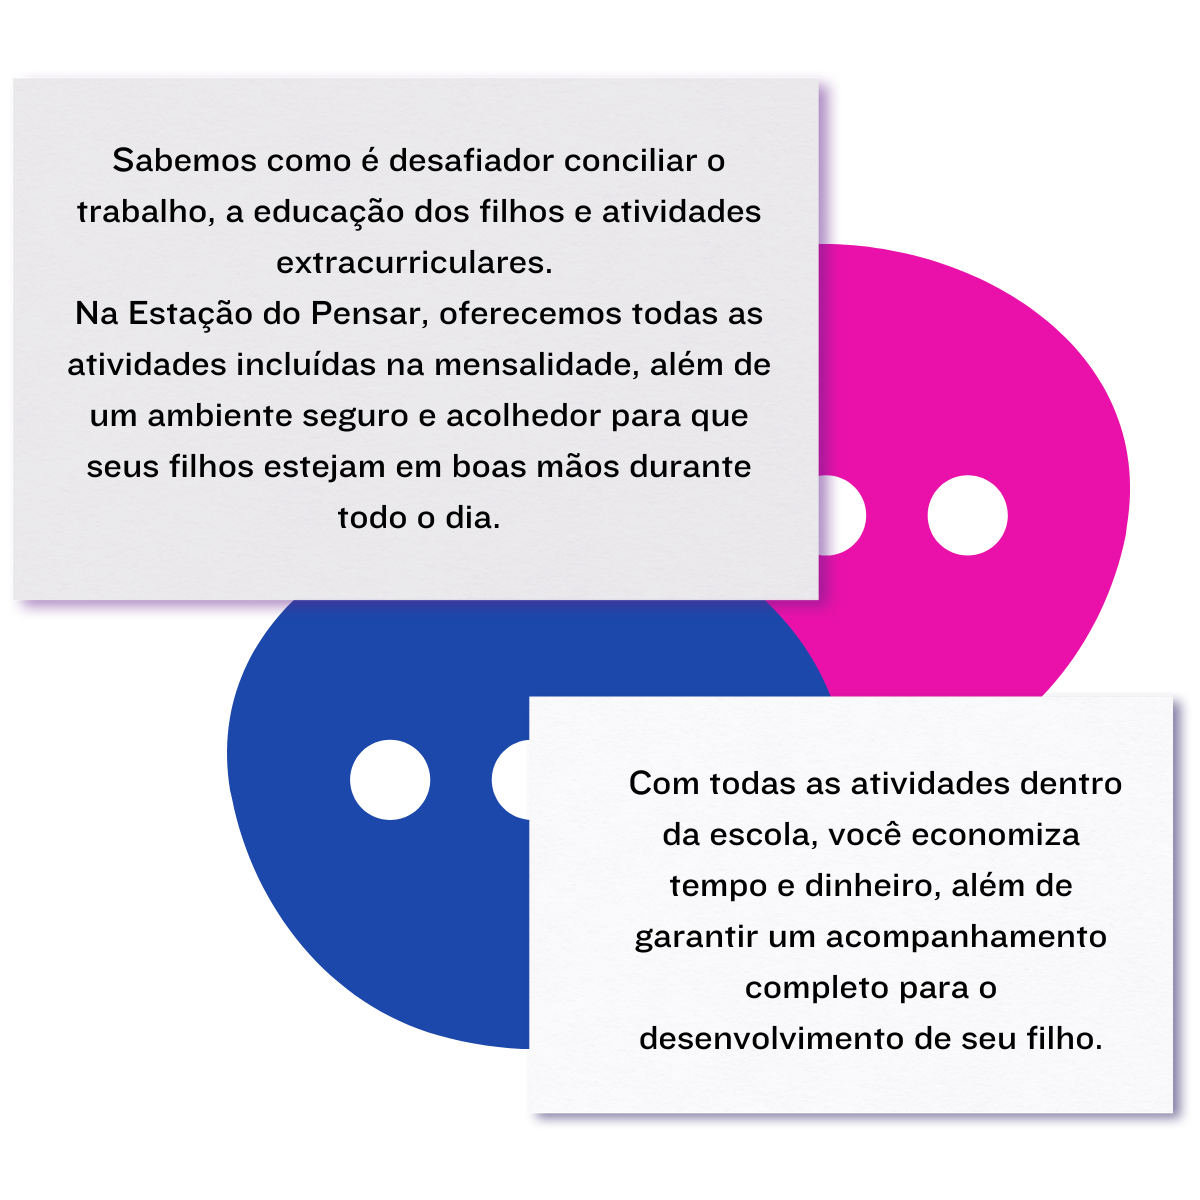 Sabemos como é desafiador conciliar o
trabalho, a educação dos filhos e atividades
extracurriculares.
Na Estação do Pensar, oferecemos todas as
atividades incluídas na mensalidade, além de
um ambiente seguro e acolhedor para que
seus filhos estejam em boas mãos durante
todo o dia.
Com todas as atividades dentro
da escola, você economiza
tempo e dinheiro, além de
garantir um acompanhamento
completo para o
desenvolvimento de seu filho.